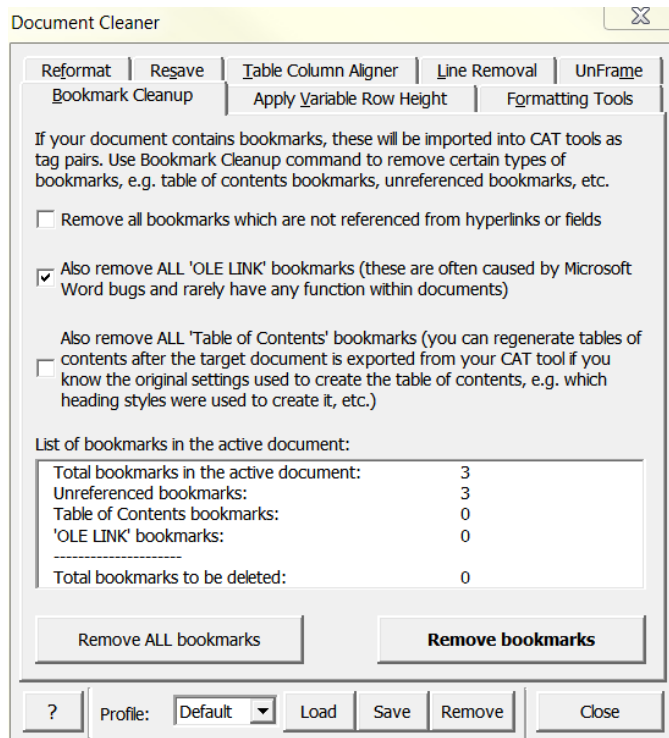 Document Cleaner
Reformat Resave Table Column Aligner Line Removal UnFrame
Bookmark Cleanup Apply Variable Row Height Formatting Tools
If your document contains bookmarks, these will be imported into CAT tools as
tag pairs. Use Bookmark Cleanup command to remove certain types of
bookmarks, e.g. table of contents bookmarks, unreferenced bookmarks, etc.
Remove all bookmarks which are not referenced from hyperlinks or fields
Also remove ALL 'OLE LINK' bookmarks (these are often caused by Microsoft
Word bugs and rarely have any function within documents)
Also remove ALL 'Table of Contents' bookmarks (you can regenerate tables of
contents after the target document is exported from your CAT tool if you
know the original settings used to create the table of contents, e.g. which
heading styles were used to create it, etc.)
List of bookmarks in the active document:
Total bookmarks in the active document: 3
Unreferenced bookmarks: 3
Table of Contents bookmarks: 0
'OLE LINK' bookmarks: 0
---------------------
Total bookmarks to be deleted: 0
Remove ALL bookmarks Remove bookmarks
? Profile: Default Load Save Remove Close